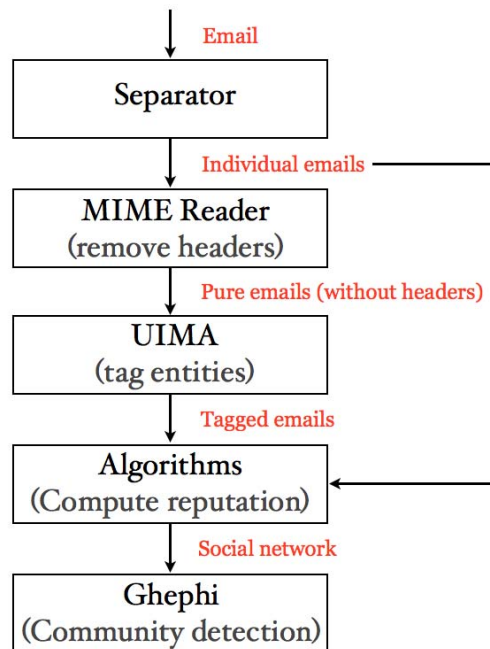 Email
Separator
Individual emails
MIME Reader
(remove headers)
Pure emails (without headers)
UIMA
(tag entities)
Tagged emails
Algorithms
(Compute reputation)
Social network
Ghephi
(Community detection)